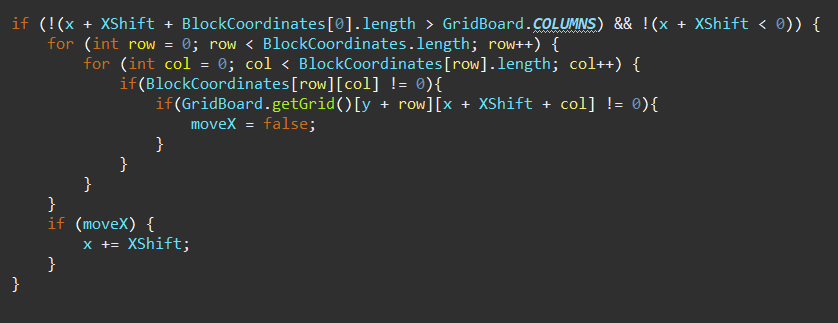 if (!(x + XShift + BlockCoordinates[0].length > GridBoard.COLUMNS) && !(x + XShift < 0)) {
    for (int row = 0; row < BlockCoordinates.length; row++) {
        for (int col = 0; col < BlockCoordinates[row].length; col++) {
            if(BlockCoordinates[row][col] != 0){
                if(GridBoard.getGrid()[y + row][x + XShift + col] != 0){
                    moveX = false;
                }
            }
        }
    }
    if (moveX) {
        x += XShift;
    }
}